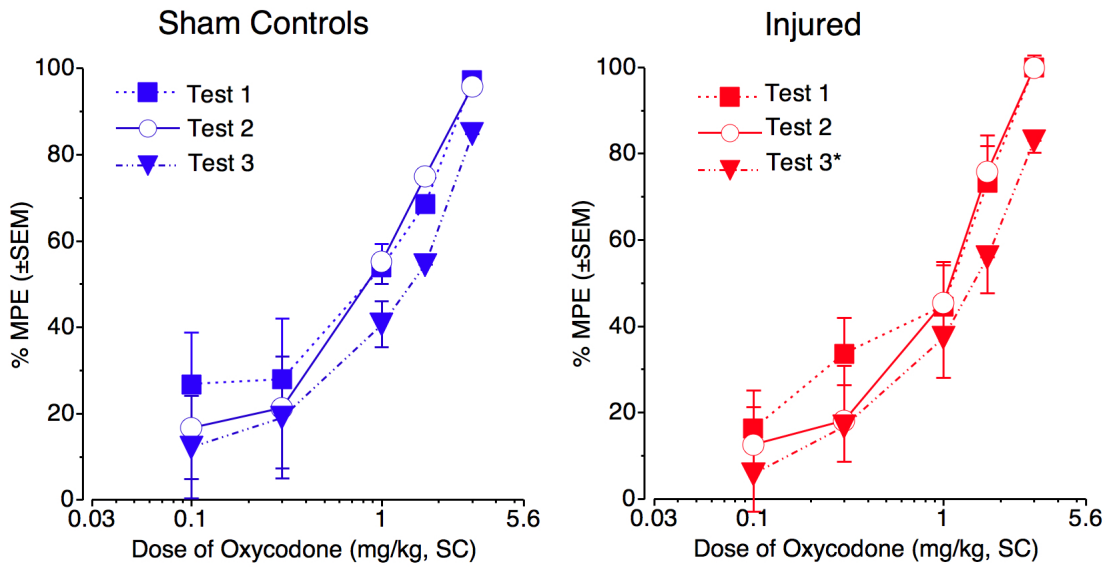 Sham Controls
100
80
60
40
20
0
% MPE (±SEM)
Test 1
Test 2
Test 3
0.03 0.1 1 5.6
Dose of Oxycodone (mg/kg, SC)
Injured
100
80
60
40
20
0
% MPE (±SEM)
Test 1
Test 2
Test 3*
0.03 0.1 1 5.6
Dose of Oxycodone (mg/kg, SC)